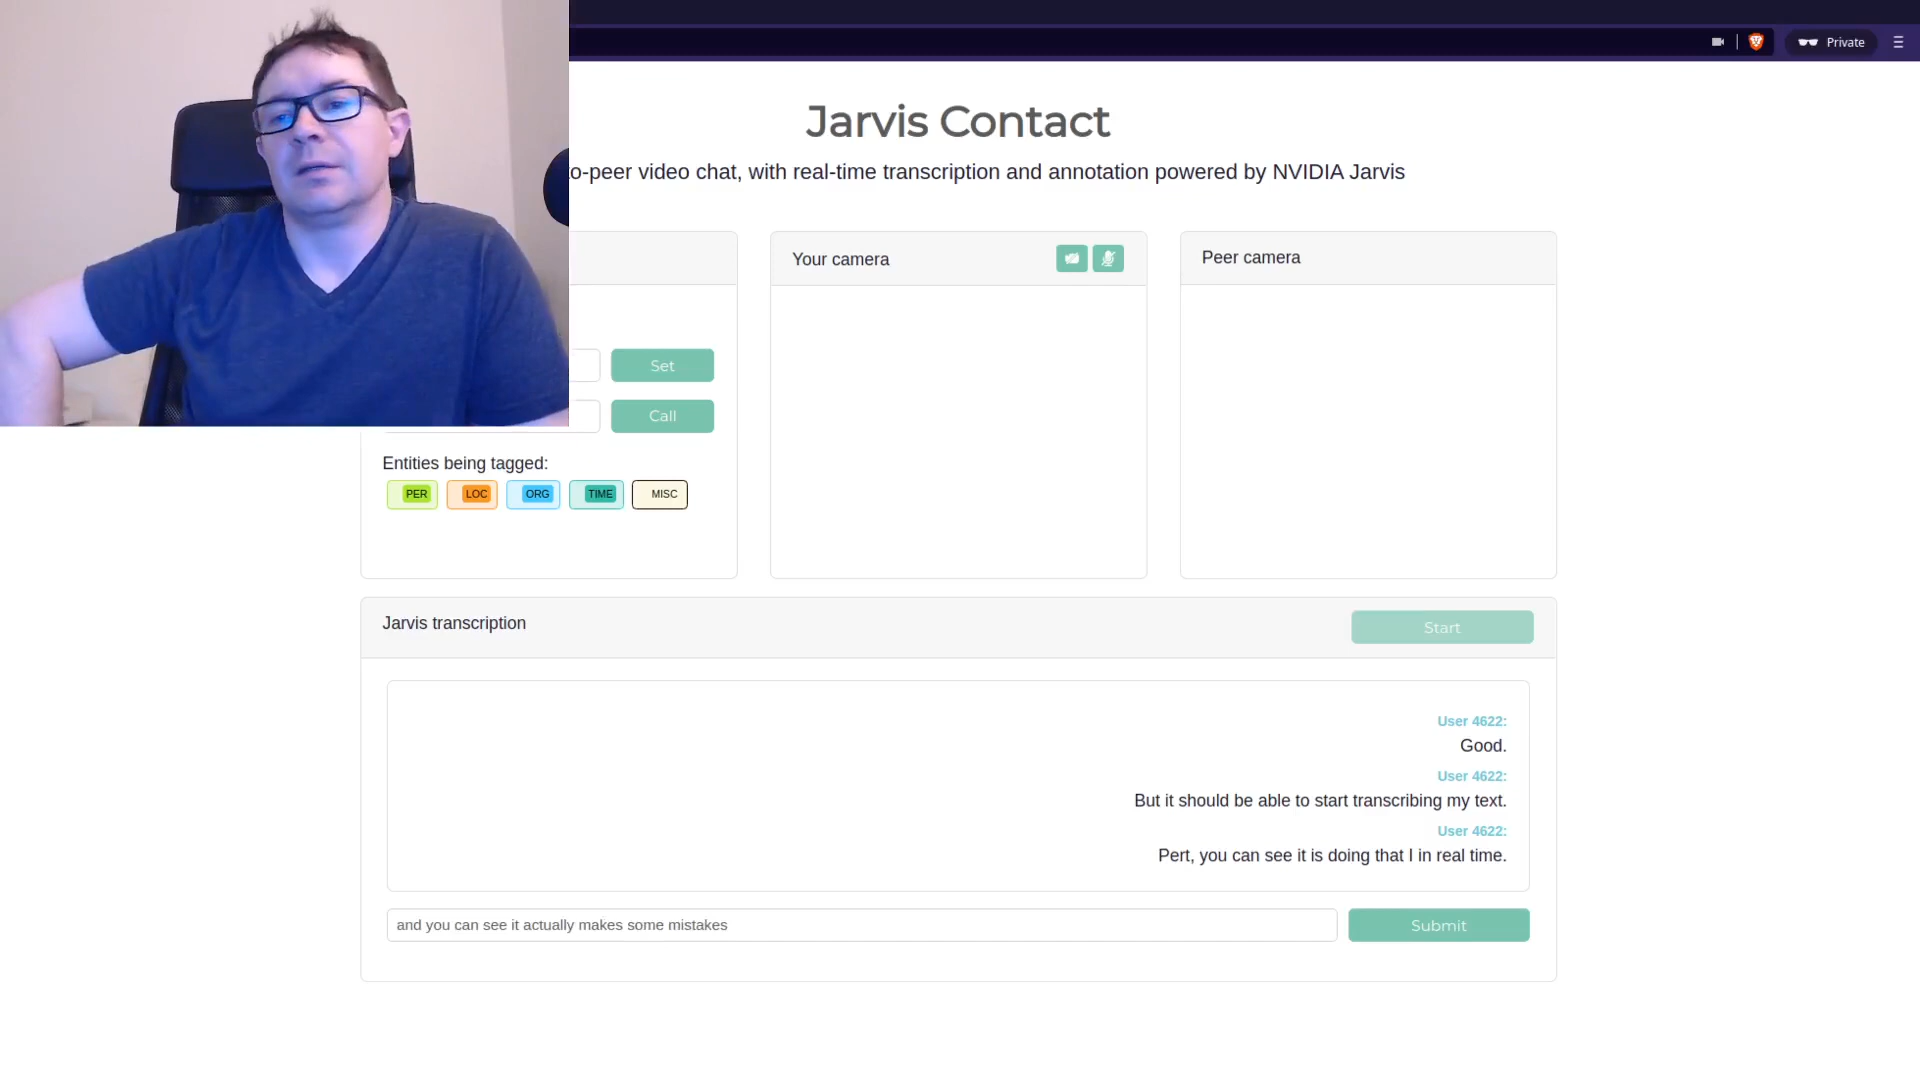 Private
Jarvis Contact
o-peer video chat, with real-time transcription and annotation powered by NVIDIA Jarvis
Your camera
Peer camera
Set
Call
Entities being tagged:
PER LOC ORG TIME MISC
Jarvis transcription
Start
User 4622:
Good.
User 4622:
But it should be able to start transcribing my text.
User 4622:
Pert, you can see it is doing that I in real time.
and you can see it actually makes some mistakes
Submit